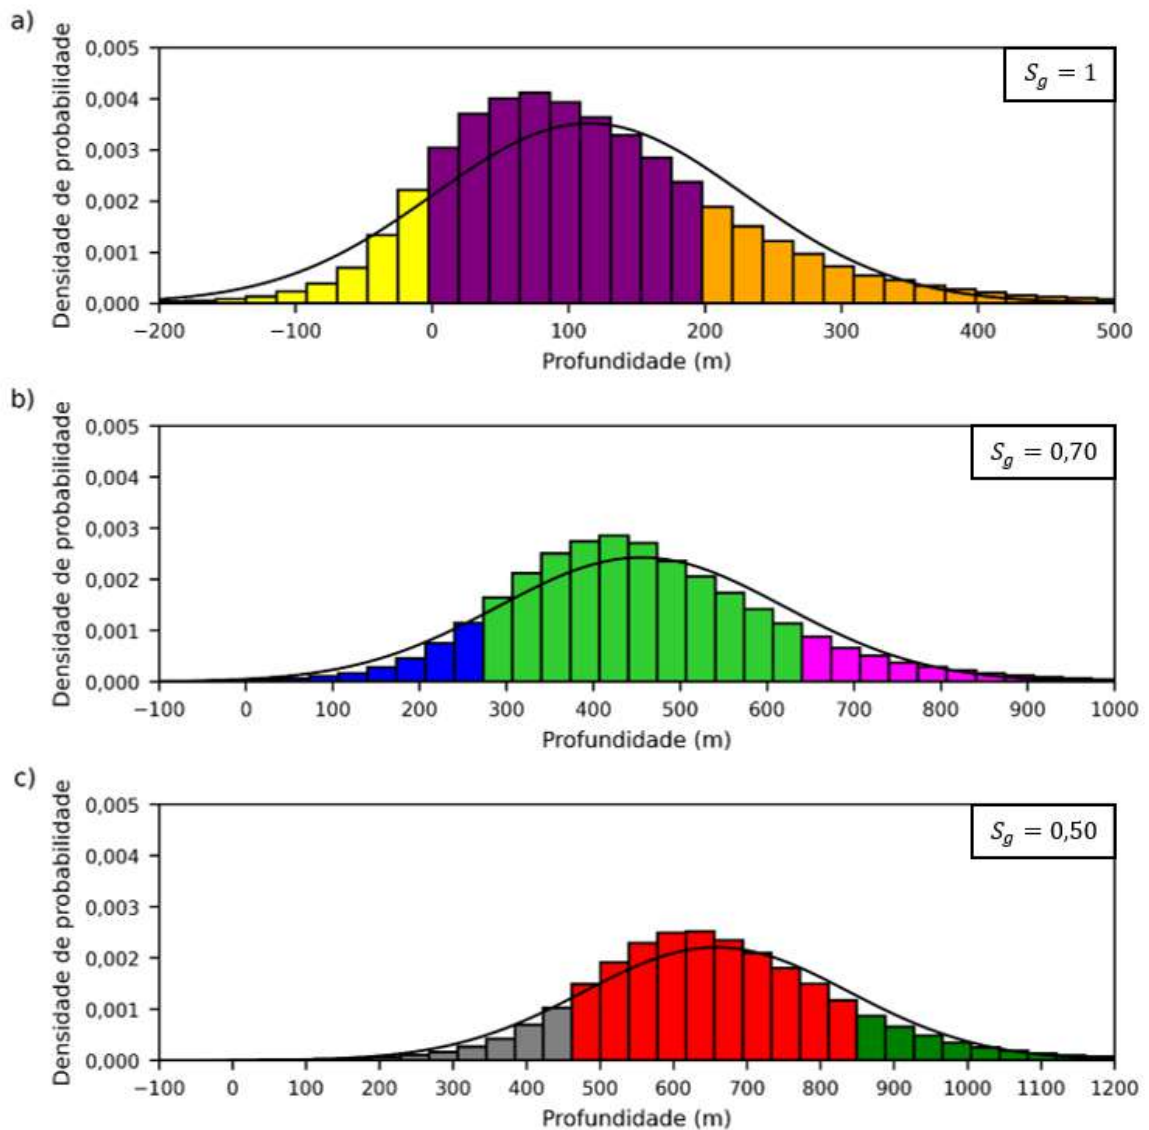 a)
Densidade de probabilidade
0,005
0,004
0,003
0,002
0,001
0,000
S_g = 1
−200 −100 0 100 200 300 400 500
Profundidade (m)
b)
Densidade de probabilidade
0,005
0,004
0,003
0,002
0,001
0,000
S_g = 0,70
−100 0 100 200 300 400 500 600 700 800 900 1000
Profundidade (m)
c)
Densidade de probabilidade
0,005
0,004
0,003
0,002
0,001
0,000
S_g = 0,50
−100 0 100 200 300 400 500 600 700 800 900 1000 1100 1200
Profundidade (m)